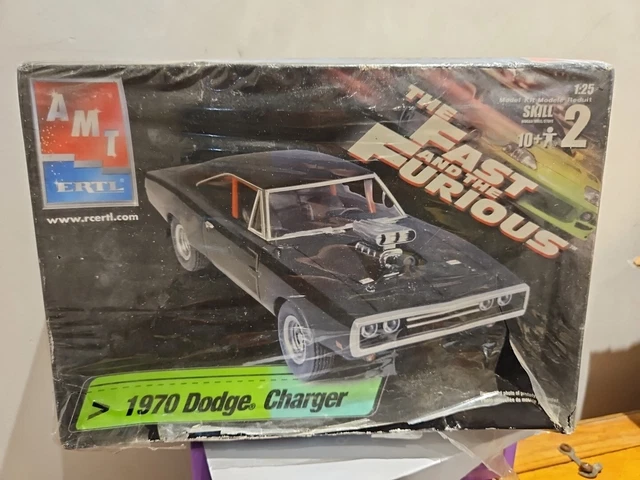 AMT
ERTL
www.rcertl.com
THE
FAST
AND THE
FURIOUS
1:25
SKILL
2
10+
> 1970 Dodge® Charger